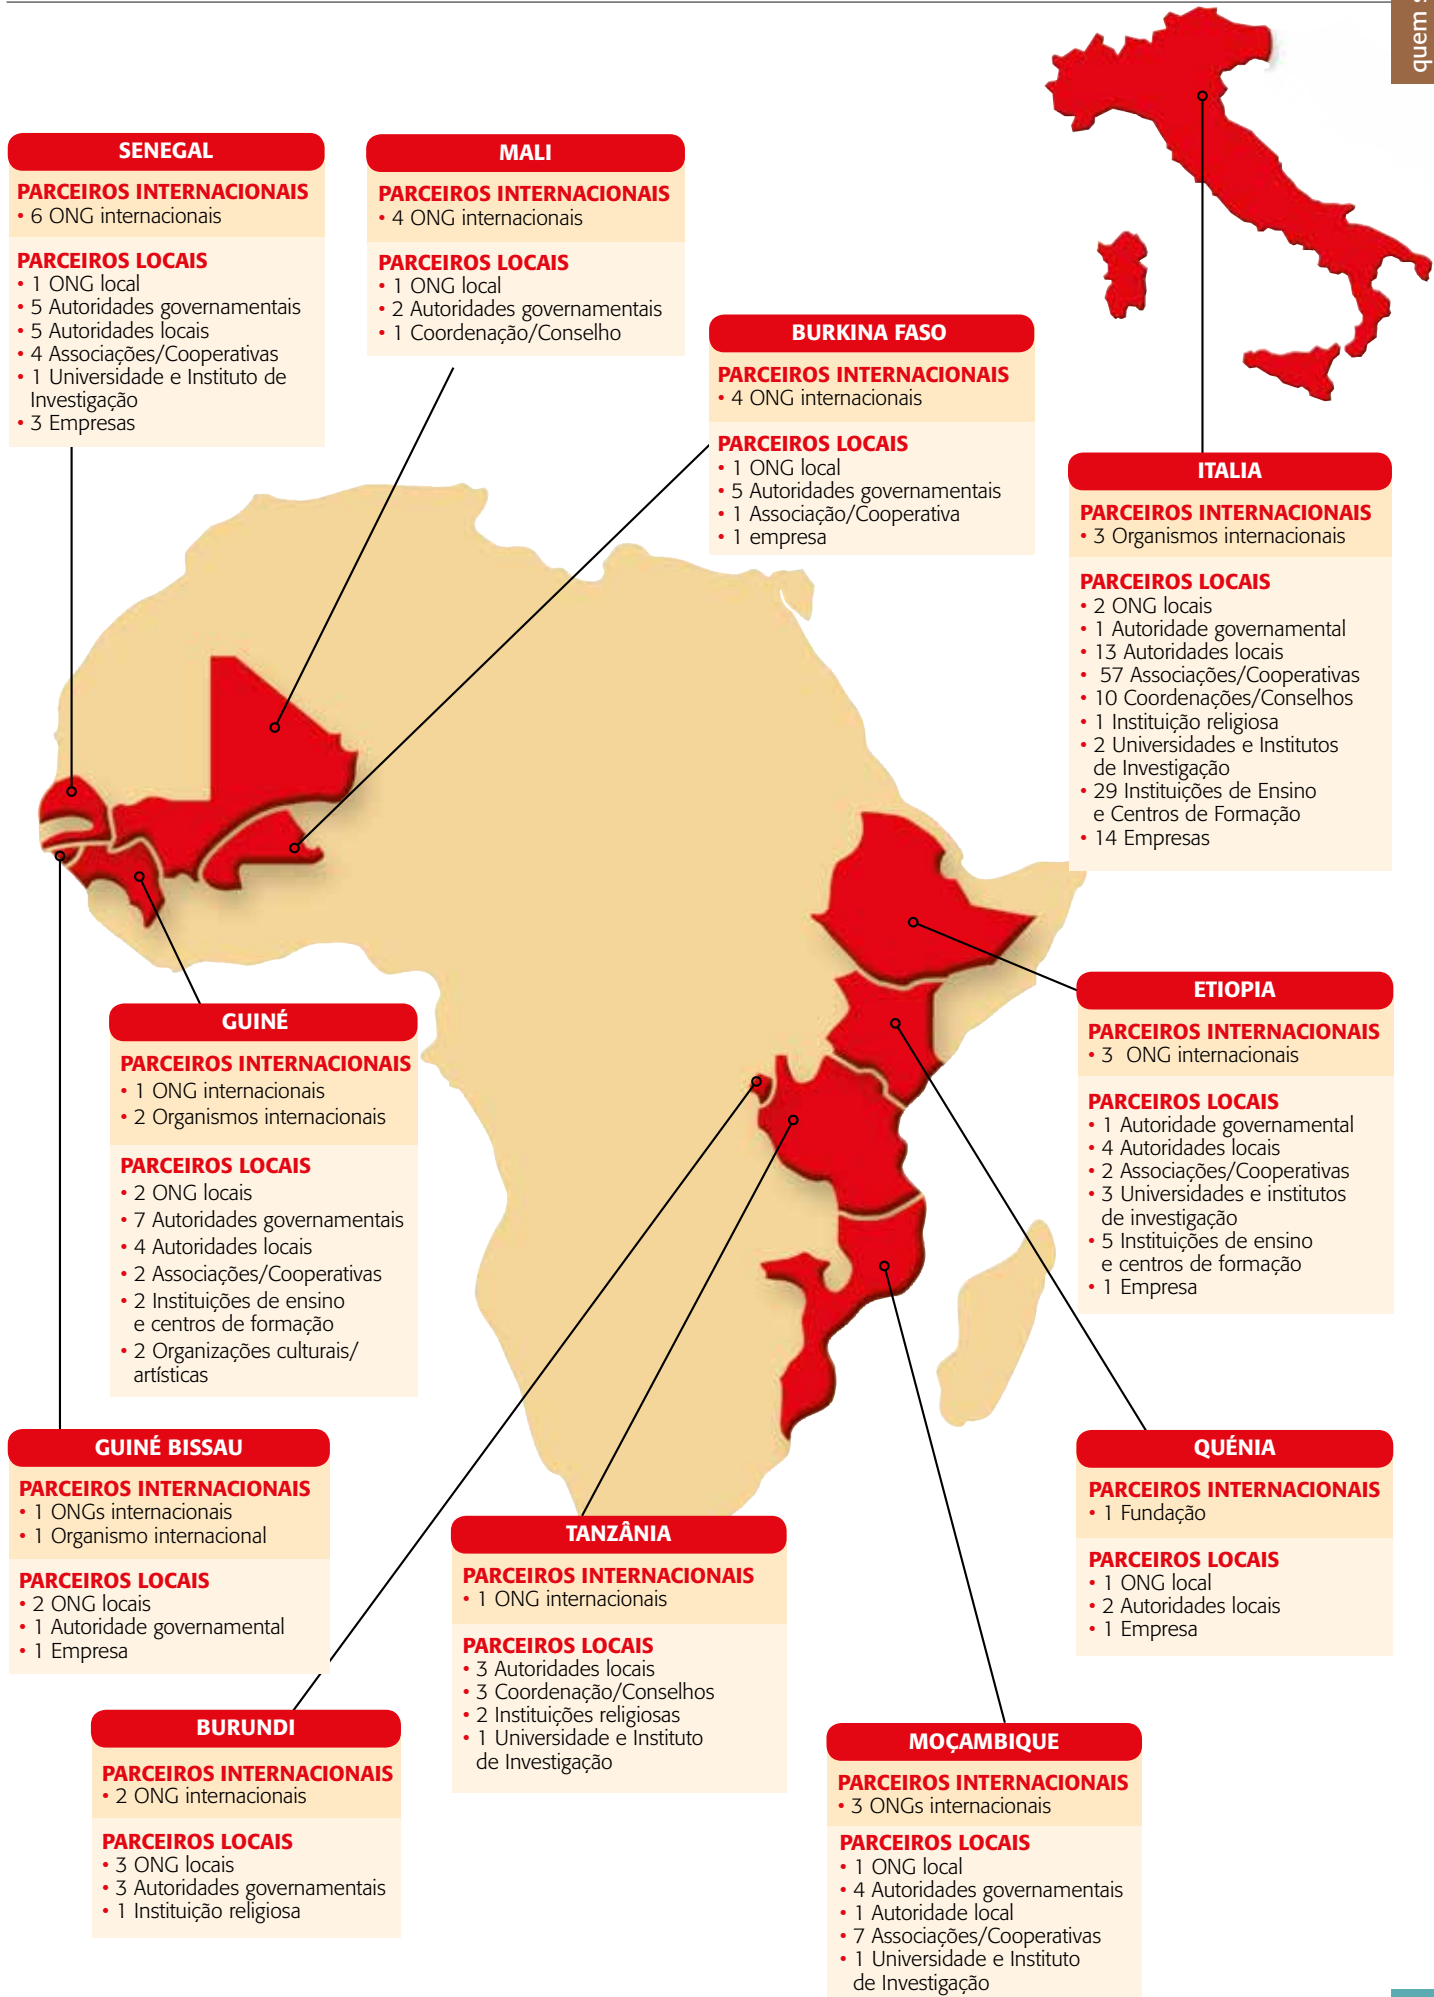 quem
SENEGAL
PARCEIROS INTERNACIONAIS
• 6 ONG internacionais
PARCEIROS LOCAIS
• 1 ONG local
• 5 Autoridades governamentais
• 5 Autoridades locais
• 4 Associações/Cooperativas
• 1 Universidade e Instituto de
Investigação
• 3 Empresas
MALI
PARCEIROS INTERNACIONAIS
• 4 ONG internacionais
PARCEIROS LOCAIS
• 1 ONG local
• 2 Autoridades governamentais
• 1 Coordenação/Conselho
BURKINA FASO
PARCEIROS INTERNACIONAIS
• 4 ONG internacionais
PARCEIROS LOCAIS
• 1 ONG local
• 5 Autoridades governamentais
• 1 Associação/Cooperativa
• 1 empresa
ITALIA
PARCEIROS INTERNACIONAIS
• 3 Organismos internacionais
PARCEIROS LOCAIS
• 2 ONG locais
• 1 Autoridade governamental
• 13 Autoridades locais
• 57 Associações/Cooperativas
• 10 Coordenações/Conselhos
• 1 Instituição religiosa
• 2 Universidades e Institutos
de Investigação
• 29 Instituições de Ensino
e Centros de Formação
• 14 Empresas
GUINÉ
PARCEIROS INTERNACIONAIS
• 1 ONG internacionais
• 2 Organismos internacionais
PARCEIROS LOCAIS
• 2 ONG locais
• 7 Autoridades governamentais
• 4 Autoridades locais
• 2 Associações/Cooperativas
• 2 Instituições de ensino
e centros de formação
• 2 Organizações culturais/
artísticas
ETIOPIA
PARCEIROS INTERNACIONAIS
• 3 ONG internacionais
PARCEIROS LOCAIS
• 1 Autoridade governamental
• 4 Autoridades locais
• 2 Associações/Cooperativas
• 3 Universidades e institutos
de investigação
• 5 Instituições de ensino
e centros de formação
• 1 Empresa
GUINÉ BISSAU
PARCEIROS INTERNACIONAIS
• 1 ONGs internacionais
• 1 Organismo internacional
PARCEIROS LOCAIS
• 2 ONG locais
• 1 Autoridade governamental
• 1 Empresa
QUÉNIA
PARCEIROS INTERNACIONAIS
• 1 Fundação
PARCEIROS LOCAIS
• 1 ONG local
• 2 Autoridades locais
• 1 Empresa
TANZÂNIA
PARCEIROS INTERNACIONAIS
• 1 ONG internacionais
PARCEIROS LOCAIS
• 3 Autoridades locais
• 3 Coordenação/Conselhos
• 2 Instituições religiosas
• 1 Universidade e Instituto
de Investigação
BURUNDI
PARCEIROS INTERNACIONAIS
• 2 ONG internacionais
PARCEIROS LOCAIS
• 3 ONG locais
• 3 Autoridades governamentais
• 1 Instituição religiosa
MOÇAMBIQUE
PARCEIROS INTERNACIONAIS
• 3 ONGs internacionais
PARCEIROS LOCAIS
• 1 ONG local
• 4 Autoridades governamentais
• 1 Autoridade local
• 7 Associações/Cooperativas
• 1 Universidade e Instituto
de Investigação